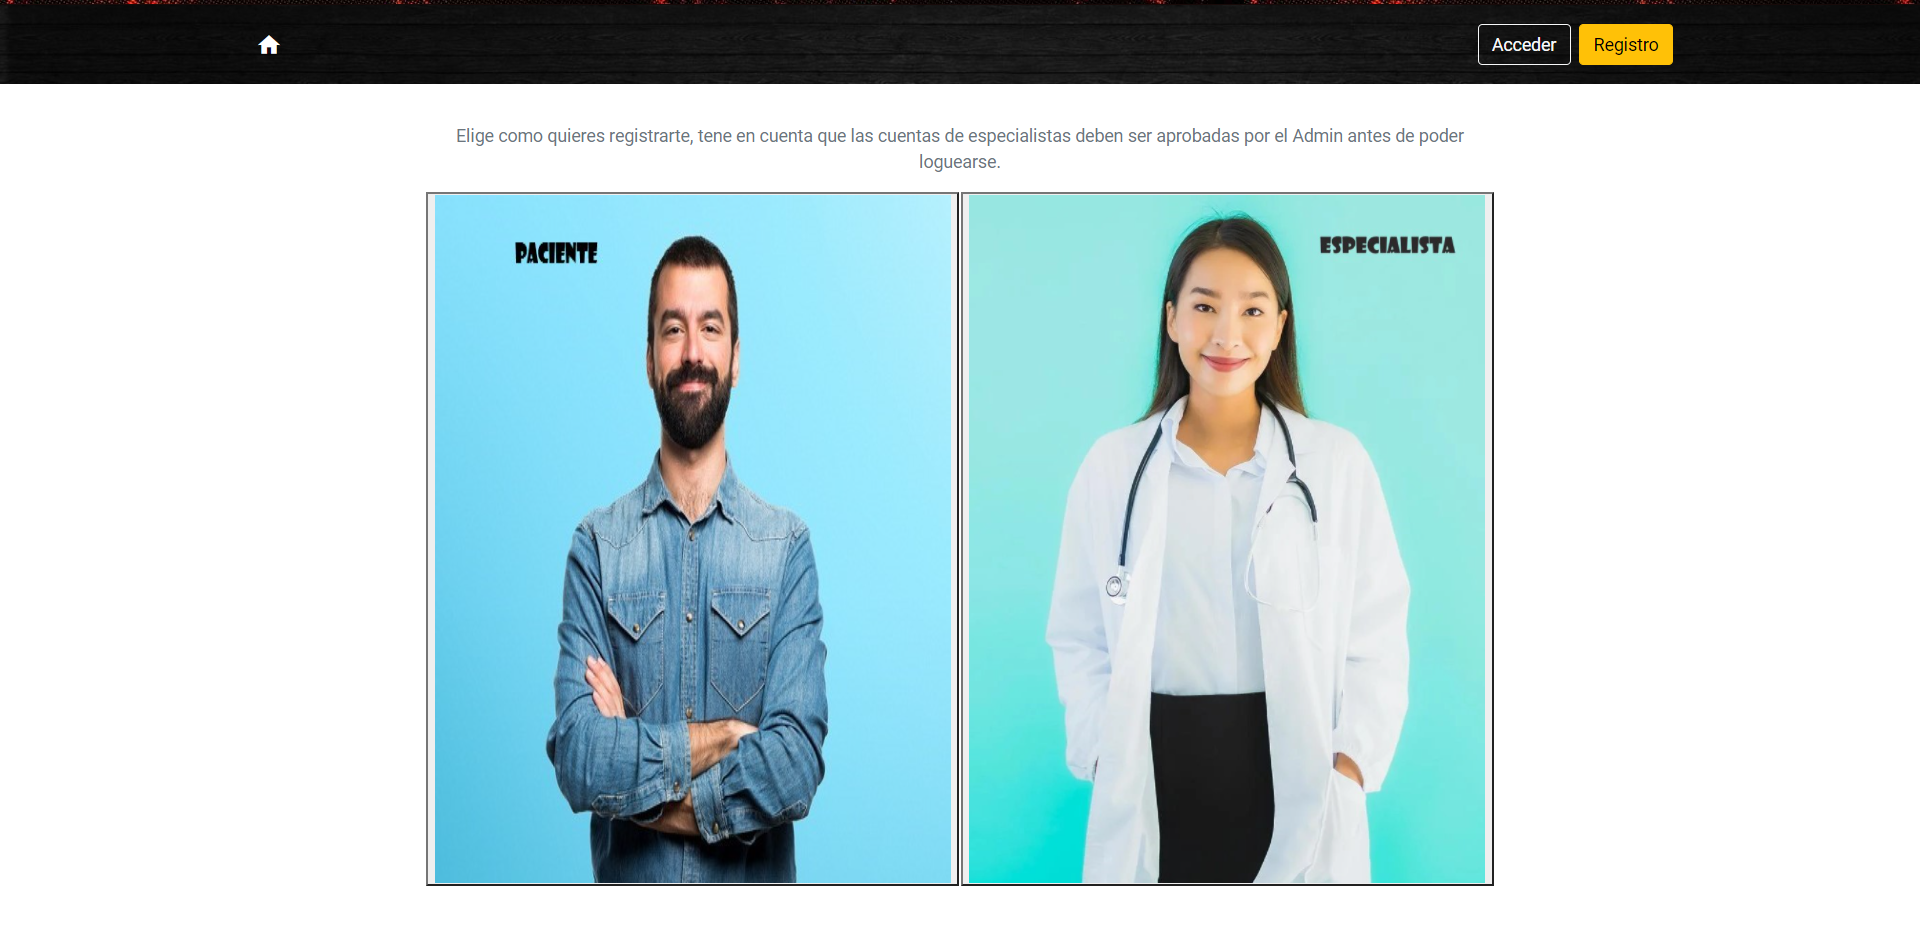 Acceder
Registro
Elige como quieres registrarte, tene en cuenta que las cuentas de especialistas deben ser aprobadas por el Admin antes de poder
loguearse.
PACIENTE
ESPECIALISTA